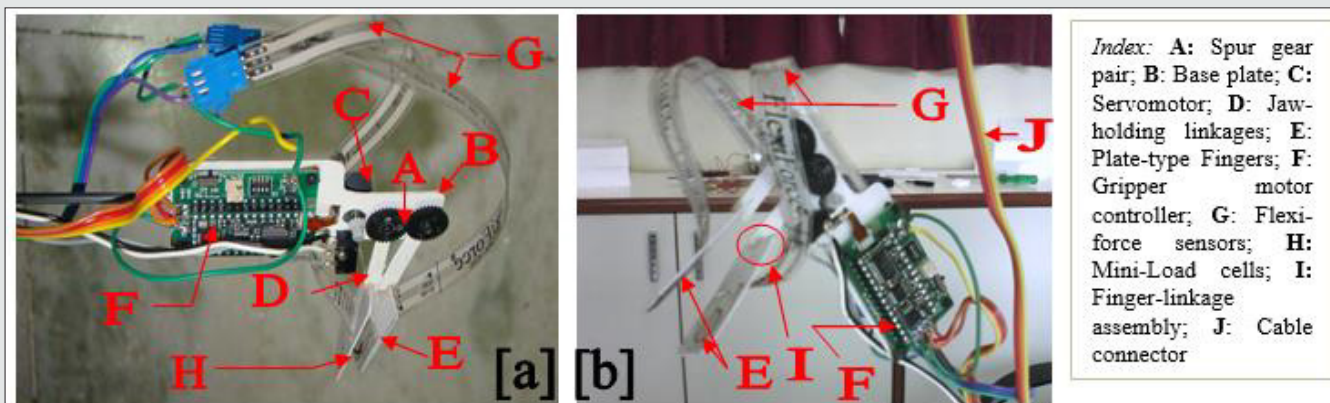 G
C
A
B
D
F
E
H
[a]
G
J
E
I
F
[b]
Flexiforce
Index: A: Spur gear
pair; B: Base plate; C:
Servomotor; D: Jaw-
holding linkages; E:
Plate-type Fingers; F:
Gripper motor
controller; G: Flexi-
force sensors; H:
Mini-Load cells; I:
Finger-linkage
assembly; J: Cable
connector